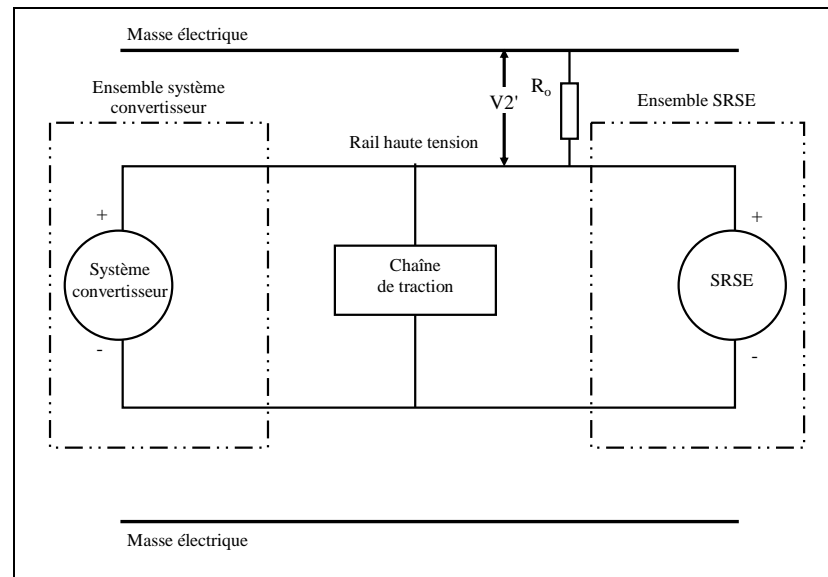 Masse électrique
Ensemble système
convertisseur
V2'
Ro
Ensemble SRSE
Rail haute tension
+
+
Système
convertisseur
Chaîne
de traction
SRSE
-
-
Masse électrique